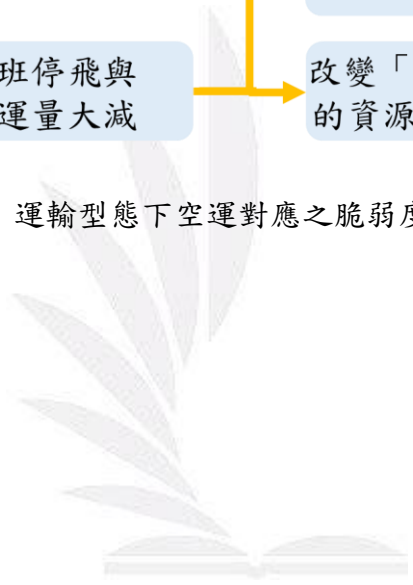 班停飛與
運量大減
改變「
的資源
運輸型態下空運對應之脆弱度